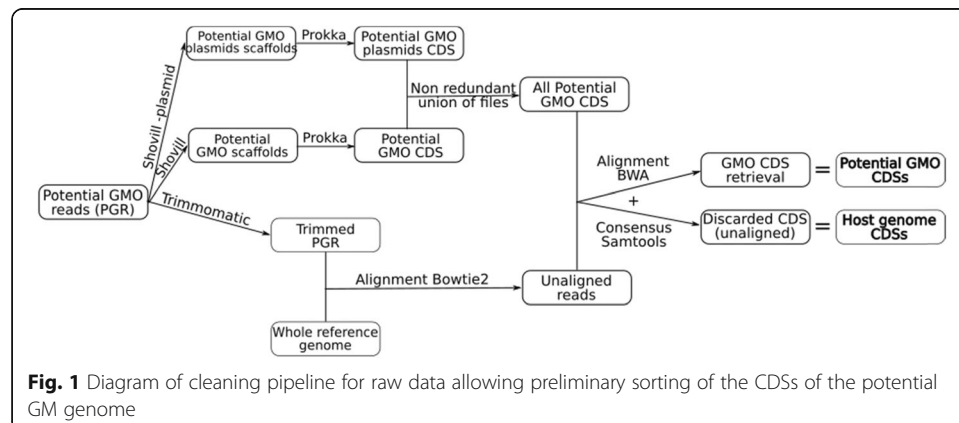 Potential GMO
plasmids scaffolds
Prokka
Potential GMO
plasmids CDS
Shovill -plasmid
Non redundant
union of files
All Potential
GMO CDS
Shovill
Potential
GMO scaffolds
Prokka
Potential
GMO CDS
Alignment
BWA
GMO CDS
retrieval
=
Potential GMO
CDSs
Potential GMO
reads (PGR)
Trimmomatic
+
Consensus
Samtools
Discarded CDS
(unaligned)
=
Host genome
CDSs
Trimmed
PGR
Alignment Bowtie2
Unaligned
reads
Whole reference
genome
Fig. 1 Diagram of cleaning pipeline for raw data allowing preliminary sorting of the CDSs of the potential
GM genome